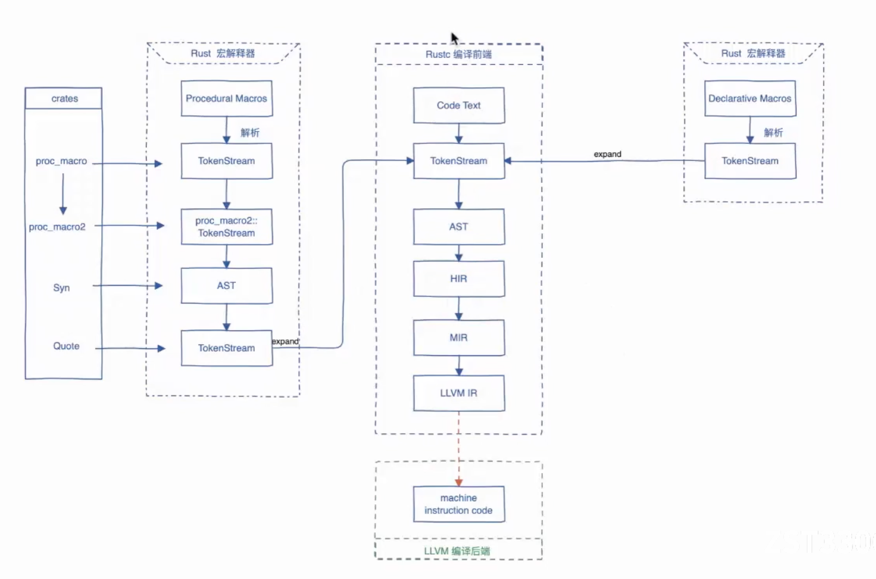 crates
proc_macro
proc_macro2
Syn
Quote
Rust 宏解释器
Procedural Macros
解析
TokenStream
proc_macro2::
TokenStream
AST
TokenStream
expand
Rustc 编译前端
Code Text
TokenStream
AST
HIR
MIR
LLVM IR
machine
instruction code
LLVM 编译后端
expand
Rust 宏解释器
Declarative Macros
解析
TokenStream